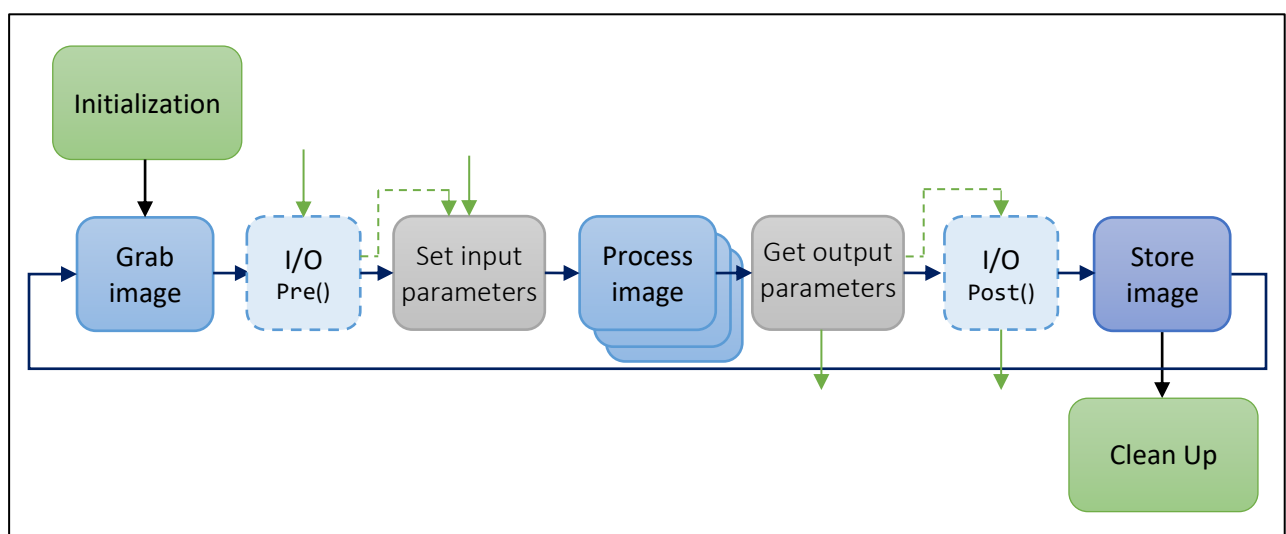 Initialization
Grab
image
I/O
Pre()
Set input
parameters
Process
image
Get output
parameters
I/O
Post()
Store
image
Clean Up